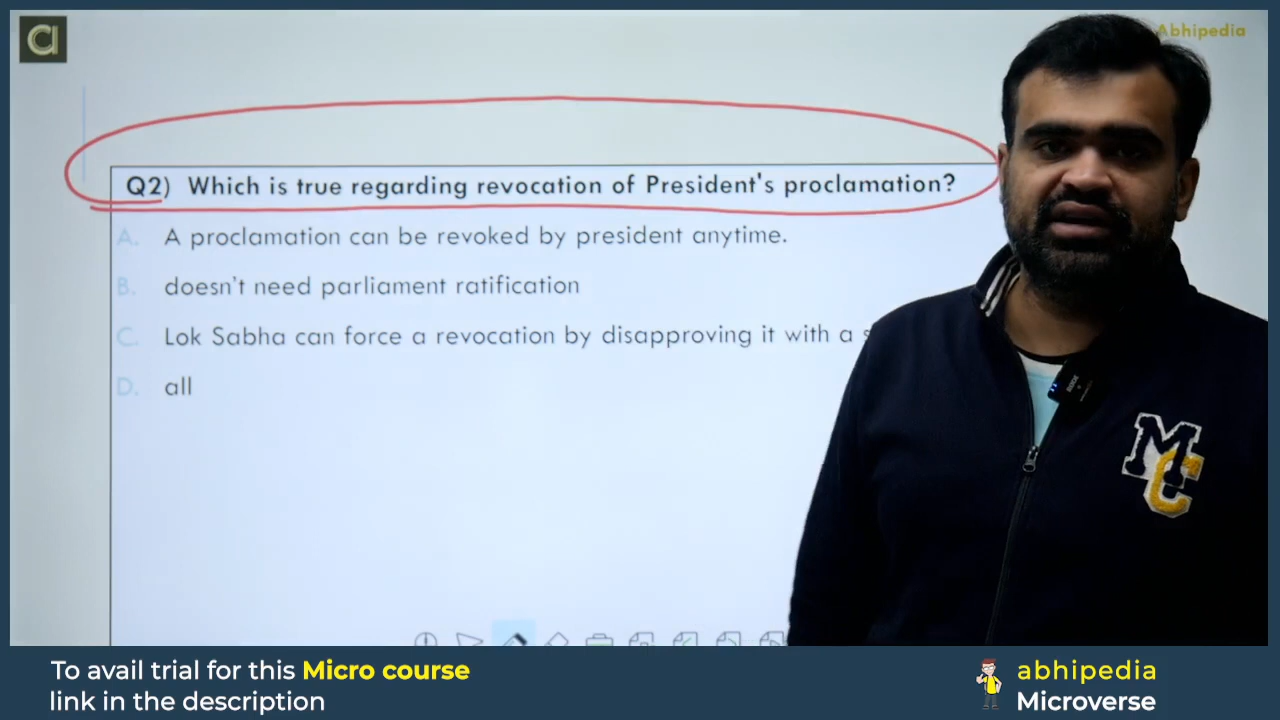 Abhipedia
Q2) Which is true regarding revocation of President's proclamation?
A. A proclamation can be revoked by president anytime.
B. doesn't need parliament ratification
C. Lok Sabha can force a revocation by disapproving it with a
D. all
MC
To avail trial for this Micro course
link in the description
abhipedia
Microverse